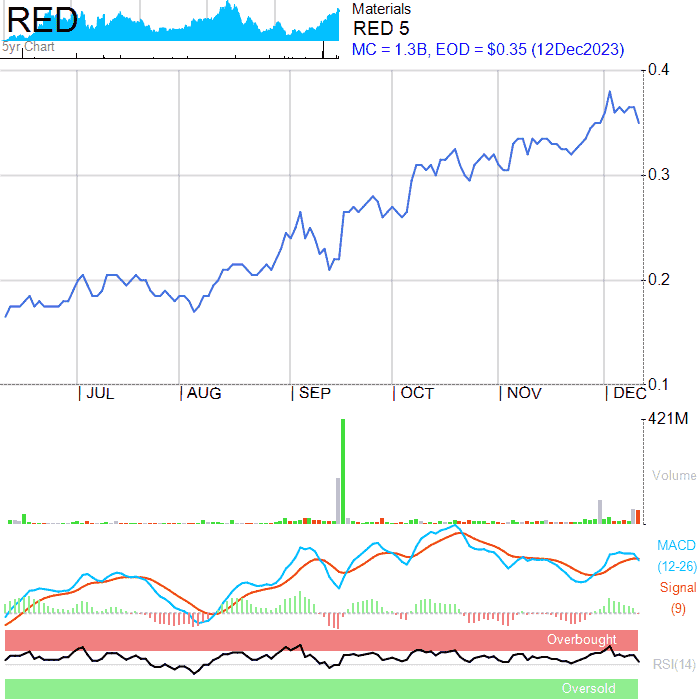 RED
5yr Chart
Materials
RED 5
MC = 1.3B, EOD = $0.35 (12Dec2023)
0.4
0.3
0.2
0.1
JUL AUG SEP OCT NOV DEC
421M
Volume
MACD
(12-26)
Signal
(9)
Overbought
RSI(14)
Oversold